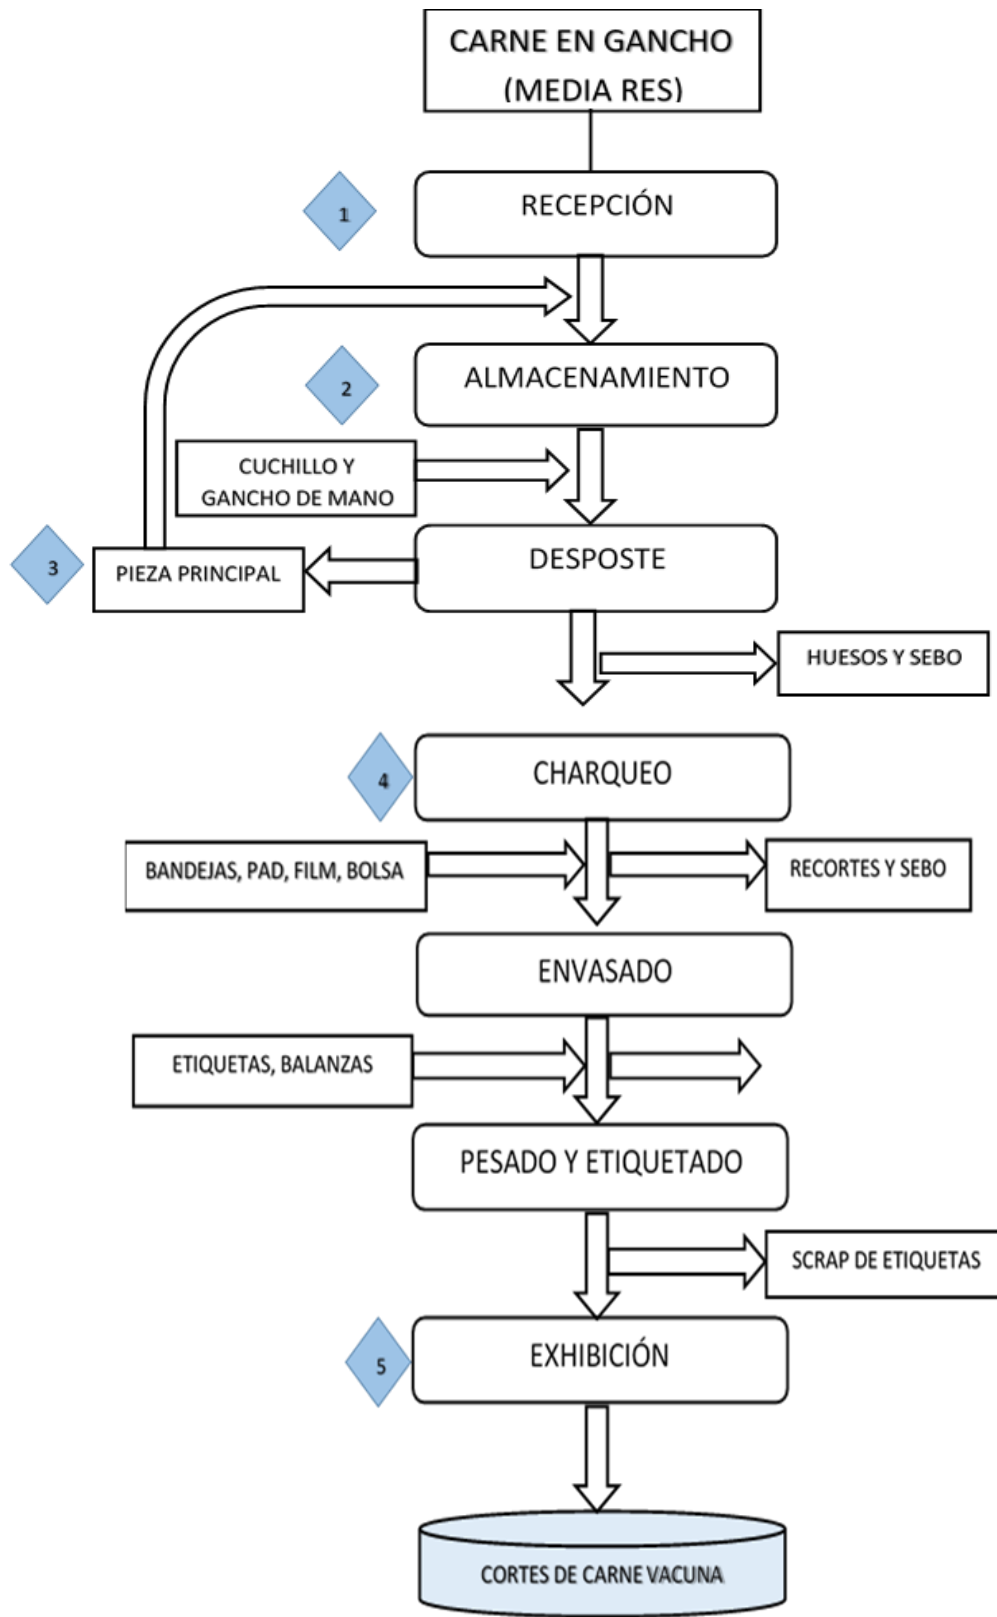 CARNE EN GANCHO
(MEDIA RES)
1
RECEPCIÓN
2
ALMACENAMIENTO
CUCHILLO Y
GANCHO DE MANO
3
PIEZA PRINCIPAL
DESPOSTE
HUESOS Y SEBO
4
CHARQUEO
BANDEJAS, PAD, FILM, BOLSA
RECORTES Y SEBO
ENVASADO
ETIQUETAS, BALANZAS
PESADO Y ETIQUETADO
SCRAP DE ETIQUETAS
5
EXHIBICIÓN
CORTES DE CARNE VACUNA